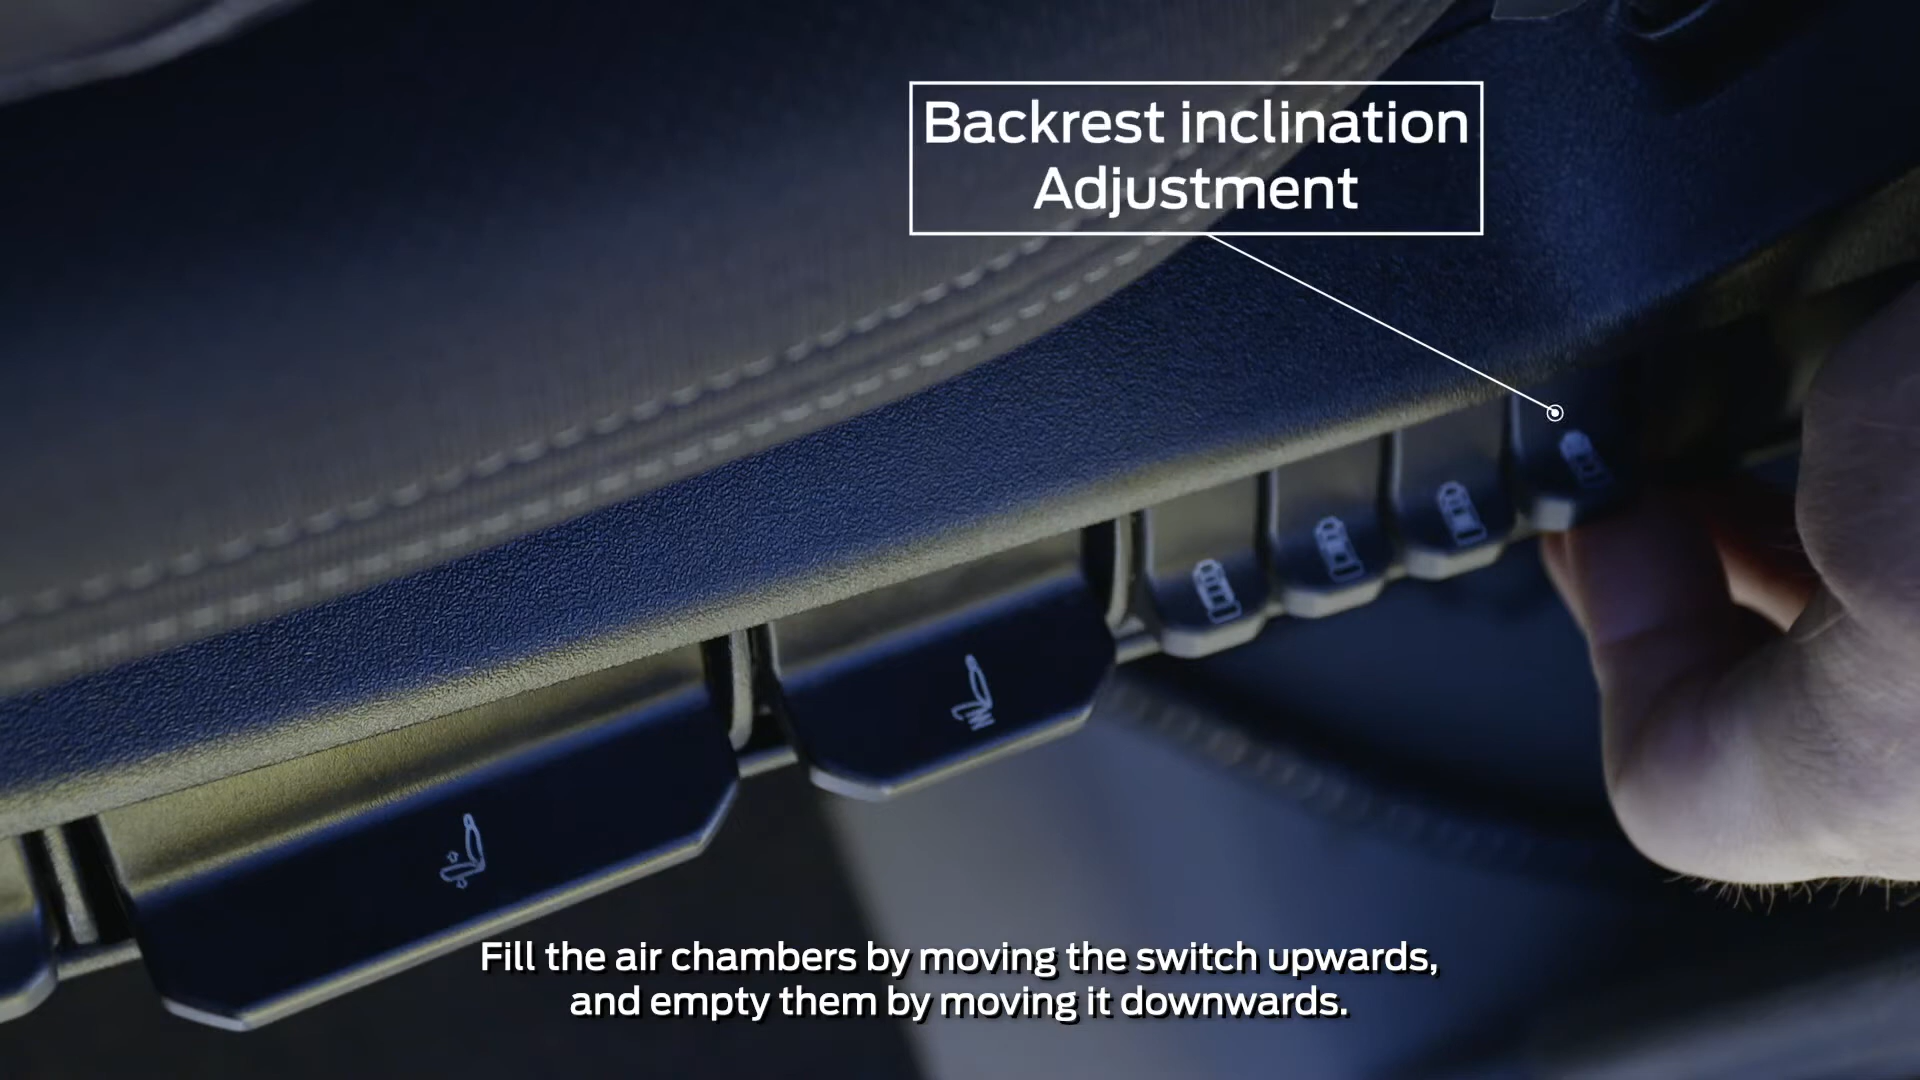 Backrest inclination
Adjustment
Fill the air chambers by moving the switch upwards,
and empty them by moving it downwards.